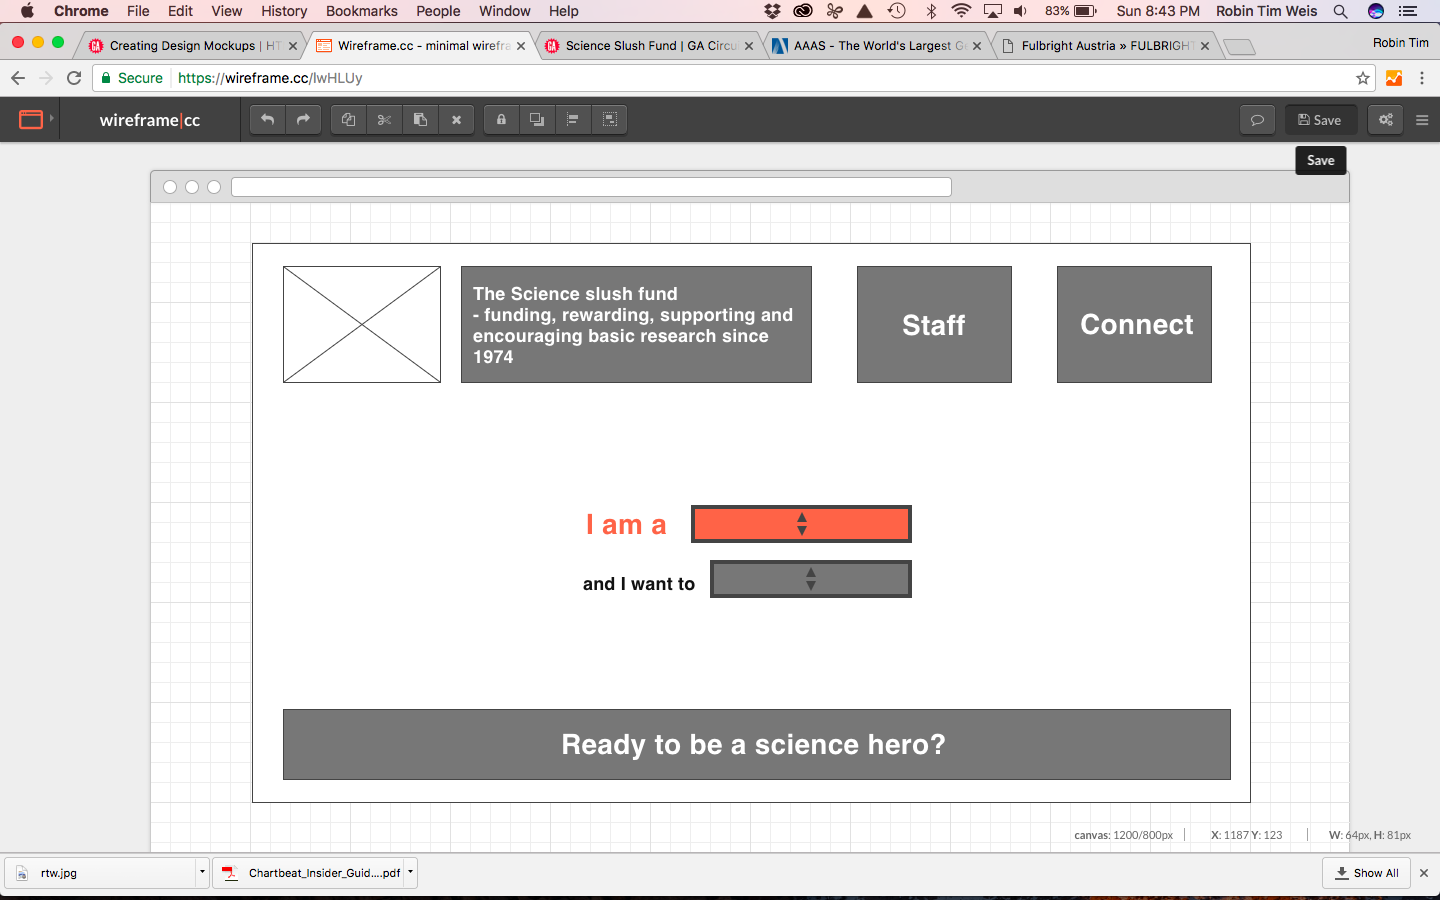 Chrome File Edit View History Bookmarks People Window Help 83% Sun 8:43 PM Robin Tim Weis
Creating Design Mockups | HT Wireframe.cc - minimal wirefra Science Slush Fund | GA Circu AAAS - The World's Largest Ge Fulbright Austria » FULBRIGHT Robin Tim
Secure https://wireframe.cc/lwHLUy
wireframe|cc Save
Save
The Science slush fund
- funding, rewarding, supporting and
encouraging basic research since
1974
Staff
Connect
I am a
and I want to
Ready to be a science hero?
canvas: 1200/800px X: 1187 Y: 123 W: 64px, H: 81px
rtw.jpg Chartbeat_Insider_Guid....pdf Show All